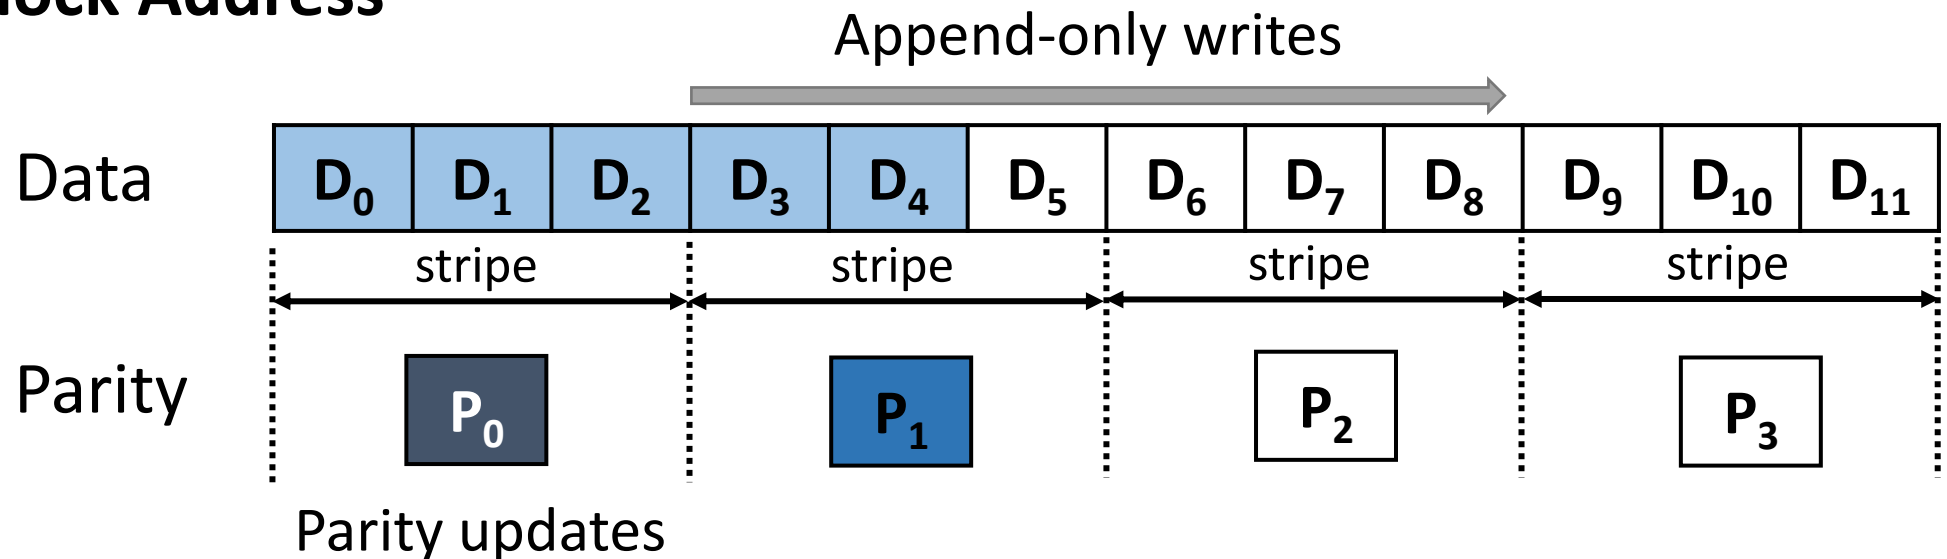 Address
Append-only writes
Data D0 D1 D2 D3 D4 D5 D6 D7 D8 D9 D10 D11
stripe stripe stripe stripe
Parity P0 P1 P2 P3
Parity updates